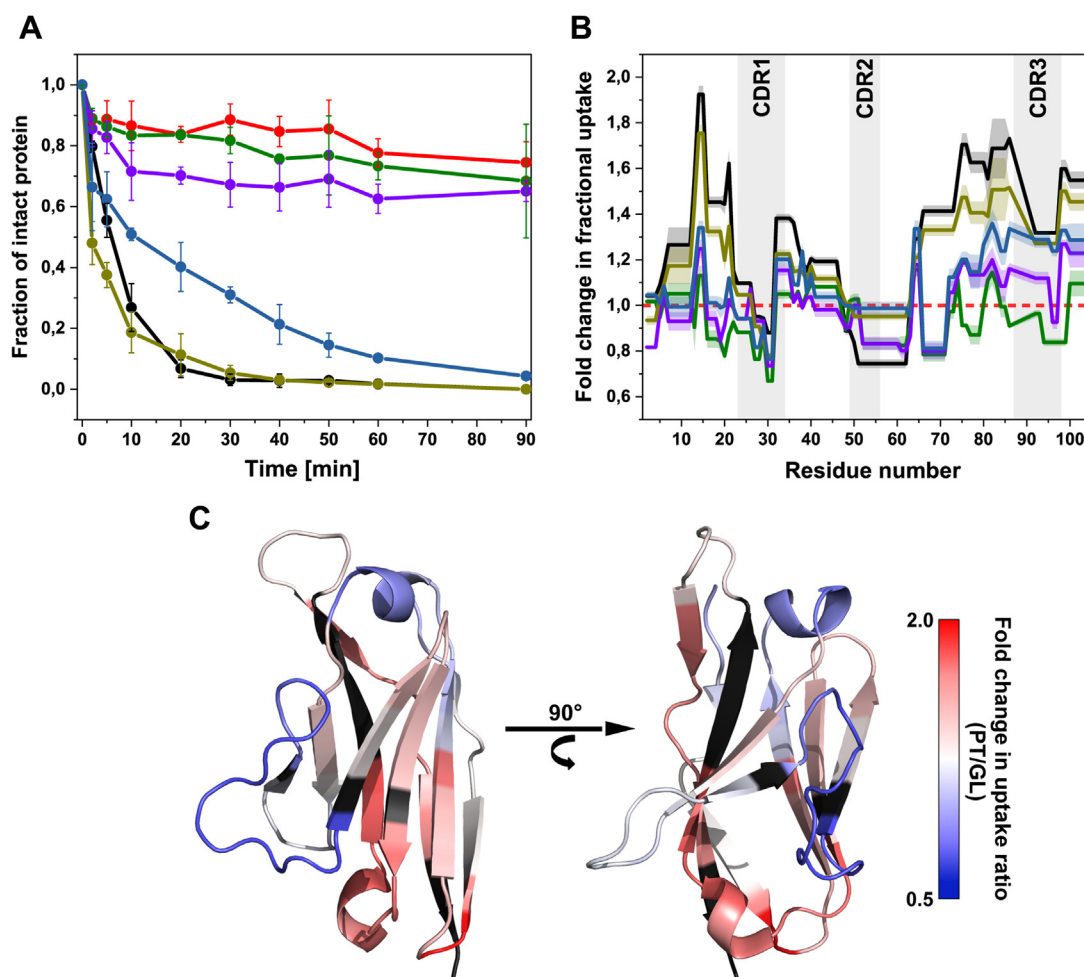 A
Fraction of intact protein
1,0
0,8
0,6
0,4
0,2
0,0
0 10 20 30 40 50 60 70 80 90
Time [min]
B
Fold change in fractional uptake
2,0
1,8
1,6
1,4
1,2
1,0
0,8
0,6
CDR1
CDR2
CDR3
10 20 30 40 50 60 70 80 90 100
Residue number
C
90°
2.0
0.5
Fold change in uptake ratio
(PT/GL)